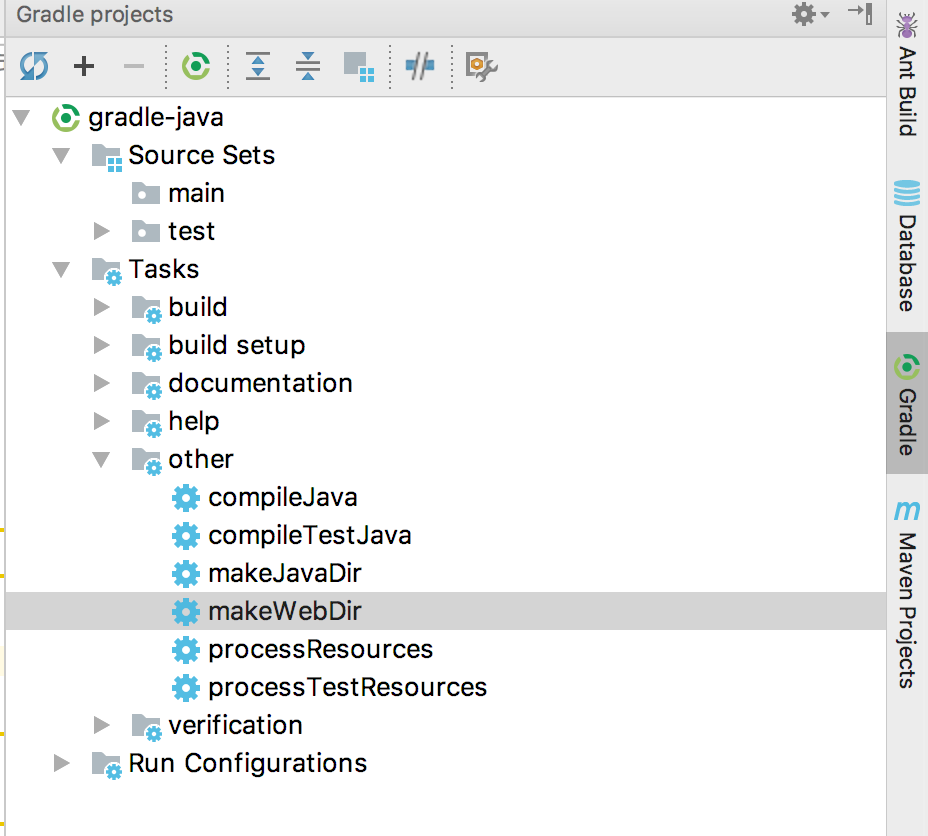 Gradle projects
gradle-java
Source Sets
main
test
Tasks
build
build setup
documentation
help
other
compileJava
compileTestJava
makeJavaDir
makeWebDir
processResources
processTestResources
verification
Run Configurations
Ant Build
Database
Gradle
m
Maven Projects